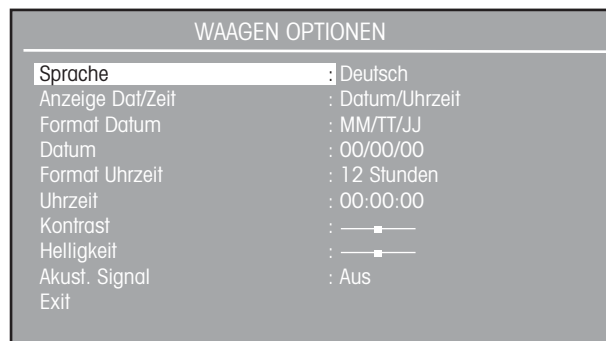 WAAGEN OPTIONEN
Sprache : Deutsch
Anzeige Dat/Zeit : Datum/Uhrzeit
Format Datum : MM/TT/JJ
Datum : 00/00/00
Format Uhrzeit : 12 Stunden
Uhrzeit : 00:00:00
Kontrast :
Helligkeit :
Akust. Signal : Aus
Exit